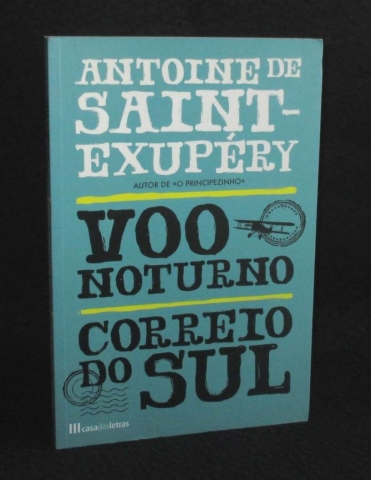 ANTOINE DE
SAINT-
EXUPÉRY
AUTOR DE «O PRINCIPEZINHO»
VOO
NOTURNO
CORREIO
DO SUL
casadasletras